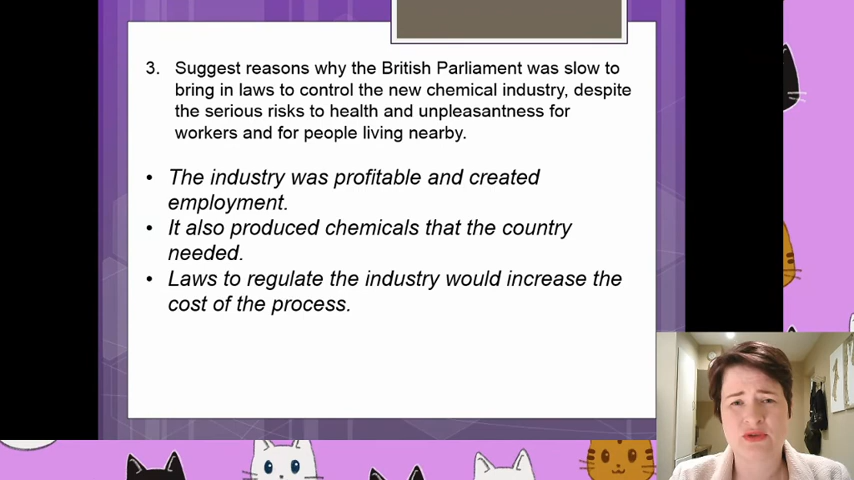 3. Suggest reasons why the British Parliament was slow to
bring in laws to control the new chemical industry, despite
the serious risks to health and unpleasantness for
workers and for people living nearby.
• The industry was profitable and created
employment.
• It also produced chemicals that the country
needed.
• Laws to regulate the industry would increase the
cost of the process.